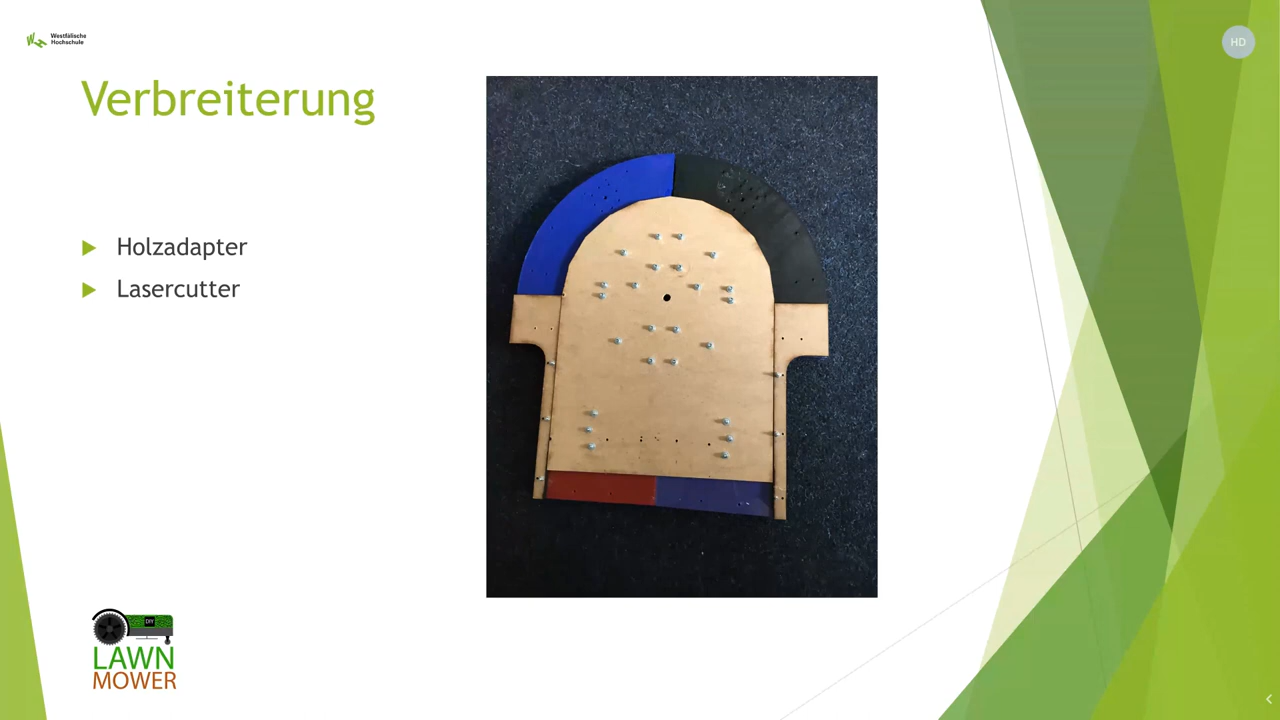 Westfälische
Hochschule
HD
Verbreiterung
Holzadapter
Lasercutter
DIY
LAWN
MOWER